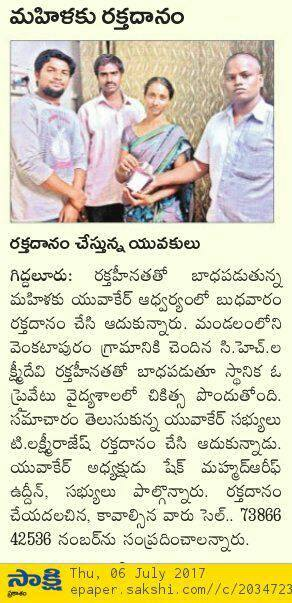 మహిళకు రక్తదానం
రక్తదానం చేస్తున్న యువకులు
గిద్దలూరు: రక్తహీనతతో బాధపడుతున్న
మహిళకు యువాకేర్ ఆధ్వర్యంలో బుధవారం
రక్తదానం చేసి ఆదుకున్నారు. మండలంలోని
వెంకటాపురం గ్రామానికి చెందిన సి.హెచ్.ల
క్ష్మీదేవి రక్తహీనతతో బాధపడుతూ స్థానిక ఓ
ప్రైవేటు వైద్యశాలలో చికిత్స పొందుతోంది.
సమాచారం తెలుసుకున్న యువాకేర్ సభ్యులు
టి.లక్ష్మీరాజేష్ రక్తదానం చేసి ఆదుకున్నాడు.
యువాకేర్ అధ్యక్షుడు షేక్ మహ్మద్ఆరీఫ్
ఉద్దీన్, సభ్యులు పాల్గొన్నారు. రక్తదానం
చేయదలచిన, కావాల్సిన వారు సెల్.. 73866
42536 నంబర్‌ను సంప్రదించాలన్నారు.
సాక్షి
ప్రకాశం
Thu, 06 July 2017
epaper.sakshi.com//c/2034723